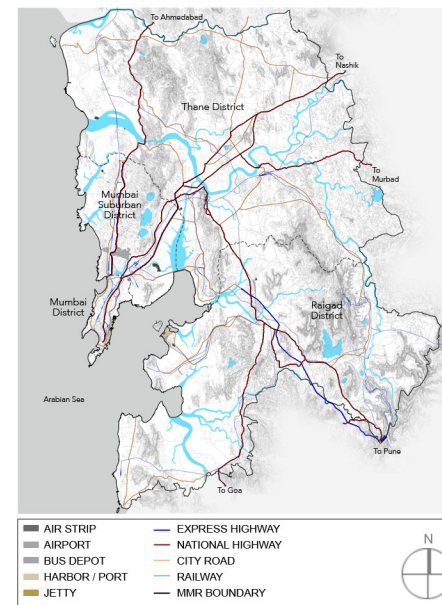 To Ahmedabad
To
Nashik
Thane District
To
Murbad
Mumbai
Suburban
District
Mumbai
District
Raigad
District
Arabian Sea
To Pune
To Goa
AIR STRIP
AIRPORT
BUS DEPOT
HARBOR / PORT
JETTY
EXPRESS HIGHWAY
NATIONAL HIGHWAY
CITY ROAD
RAILWAY
MMR BOUNDARY
N